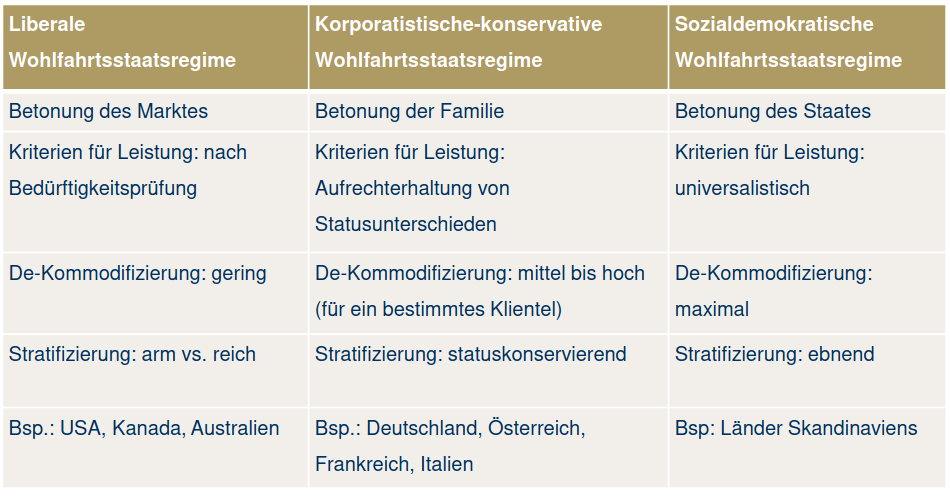 Liberale
Wohlfahrtsstaatsregime
Korporatistische-konservative
Wohlfahrtsstaatsregime
Sozialdemokratische
Wohlfahrtsstaatsregime
Betonung des Marktes
Betonung der Familie
Betonung des Staates
Kriterien für Leistung: nach
Bedürftigkeitsprüfung
Kriterien für Leistung:
Aufrechterhaltung von
Statusunterschieden
Kriterien für Leistung:
universalistisch
De-Kommodifizierung: gering
De-Kommodifizierung: mittel bis hoch
(für ein bestimmtes Klientel)
De-Kommodifizierung:
maximal
Stratifizierung: arm vs. reich
Stratifizierung: statuskonservierend
Stratifizierung: ebnend
Bsp.: USA, Kanada, Australien
Bsp.: Deutschland, Österreich,
Frankreich, Italien
Bsp: Länder Skandinaviens